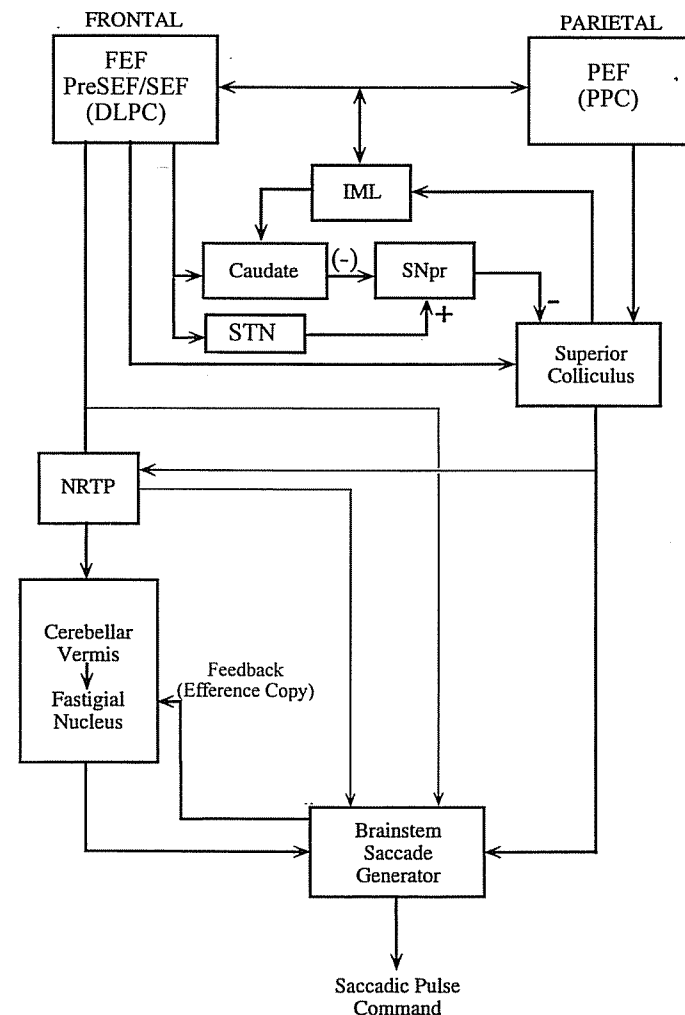 FRONTAL
PARIETAL
FEF
PreSEF/SEF
(DLPC)
PEF
(PPC)
IML
Caudate
(-)
SNpr
-
STN
+
Superior
Colliculus
NRTP
Cerebellar
Vermis
Fastigial
Nucleus
Feedback
(Efference Copy)
Brainstem
Saccade
Generator
Saccadic Pulse
Command